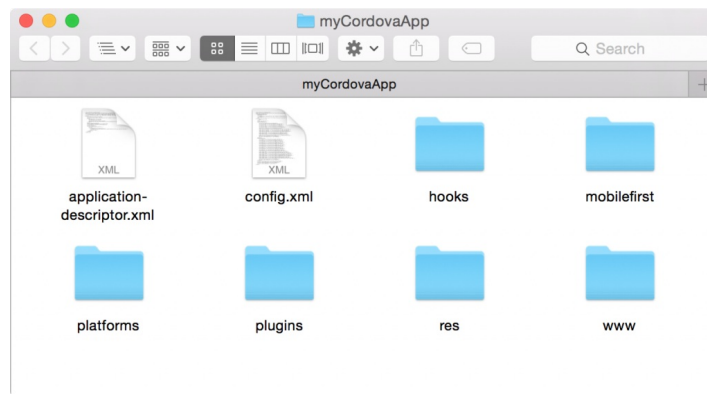 myCordovaApp
Search
myCordovaApp
XML
XML
application-
descriptor.xml
config.xml
hooks
mobilefirst
platforms
plugins
res
www